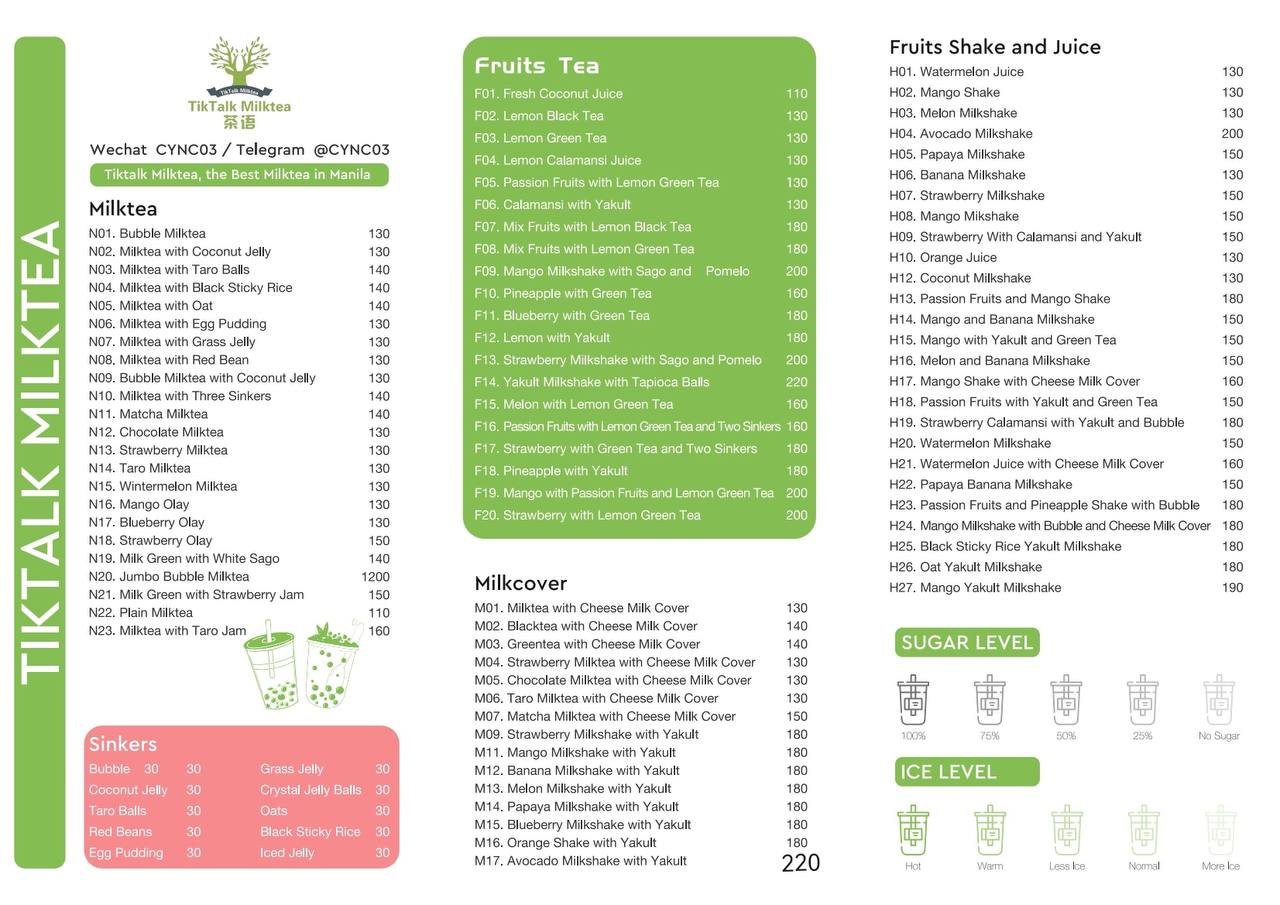 TIKTALK MILKTEA
TikTalk Milktea
TikTalk Milktea
茶语
Wechat CYNC03 / Telegram @CYNC03
Tiktalk Milktea, the Best Milktea in Manila
Milktea
N01. Bubble Milktea 130
N02. Milktea with Coconut Jelly 130
N03. Milktea with Taro Balls 140
N04. Milktea with Black Sticky Rice 140
N05. Milktea with Oat 140
N06. Milktea with Egg Pudding 130
N07. Milktea with Grass Jelly 130
N08. Milktea with Red Bean 130
N09. Bubble Milktea with Coconut Jelly 130
N10. Milktea with Three Sinkers 140
N11. Matcha Milktea 140
N12. Chocolate Milktea 130
N13. Strawberry Milktea 130
N14. Taro Milktea 130
N15. Wintermelon Milktea 130
N16. Mango Olay 130
N17. Blueberry Olay 130
N18. Strawberry Olay 150
N19. Milk Green with White Sago 140
N20. Jumbo Bubble Milktea 1200
N21. Milk Green with Strawberry Jam 150
N22. Plain Milktea 110
N23. Milktea with Taro Jam 160
Sinkers
Bubble 30 30 Grass Jelly 30
Coconut Jelly 30 Crystal Jelly Balls 30
Taro Balls 30 Oats 30
Red Beans 30 Black Sticky Rice 30
Egg Pudding 30 Iced Jelly 30
Fruits Tea
F01. Fresh Coconut Juice 110
F02. Lemon Black Tea 130
F03. Lemon Green Tea 130
F04. Lemon Calamansi Juice 130
F05. Passion Fruits with Lemon Green Tea 130
F06. Calamansi with Yakult 130
F07. Mix Fruits with Lemon Black Tea 180
F08. Mix Fruits with Lemon Green Tea 180
F09. Mango Milkshake with Sago and Pomelo 200
F10. Pineapple with Green Tea 160
F11. Blueberry with Green Tea 180
F12. Lemon with Yakult 180
F13. Strawberry Milkshake with Sago and Pomelo 200
F14. Yakult Milkshake with Tapioca Balls 220
F15. Melon with Lemon Green Tea 160
F16. Passion Fruits with Lemon Green Tea and Two Sinkers 160
F17. Strawberry with Green Tea and Two Sinkers 180
F18. Pineapple with Yakult 180
F19. Mango with Passion Fruits and Lemon Green Tea 200
F20. Strawberry with Lemon Green Tea 200
Milkcover
M01. Milktea with Cheese Milk Cover 130
M02. Blacktea with Cheese Milk Cover 140
M03. Greentea with Cheese Milk Cover 140
M04. Strawberry Milktea with Cheese Milk Cover 130
M05. Chocolate Milktea with Cheese Milk Cover 130
M06. Taro Milktea with Cheese Milk Cover 130
M07. Matcha Milktea with Cheese Milk Cover 150
M09. Strawberry Milkshake with Yakult 180
M11. Mango Milkshake with Yakult 180
M12. Banana Milkshake with Yakult 180
M13. Melon Milkshake with Yakult 180
M14. Papaya Milkshake with Yakult 180
M15. Blueberry Milkshake with Yakult 180
M16. Orange Shake with Yakult 180
M17. Avocado Milkshake with Yakult 220
Fruits Shake and Juice
H01. Watermelon Juice 130
H02. Mango Shake 130
H03. Melon Milkshake 130
H04. Avocado Milkshake 200
H05. Papaya Milkshake 150
H06. Banana Milkshake 130
H07. Strawberry Milkshake 150
H08. Mango Mikshake 150
H09. Strawberry With Calamansi and Yakult 150
H10. Orange Juice 130
H12. Coconut Milkshake 130
H13. Passion Fruits and Mango Shake 180
H14. Mango and Banana Milkshake 150
H15. Mango with Yakult and Green Tea 150
H16. Melon and Banana Milkshake 150
H17. Mango Shake with Cheese Milk Cover 160
H18. Passion Fruits with Yakult and Green Tea 150
H19. Strawberry Calamansi with Yakult and Bubble 180
H20. Watermelon Milkshake 150
H21. Watermelon Juice with Cheese Milk Cover 160
H22. Papaya Banana Milkshake 150
H23. Passion Fruits and Pineapple Shake with Bubble 180
H24. Mango Milkshake with Bubble and Cheese Milk Cover 180
H25. Black Sticky Rice Yakult Milkshake 180
H26. Oat Yakult Milkshake 180
H27. Mango Yakult Milkshake 190
SUGAR LEVEL
100% 75% 50% 25% No Sugar
ICE LEVEL
Hot Warm Less Ice Normal More Ice